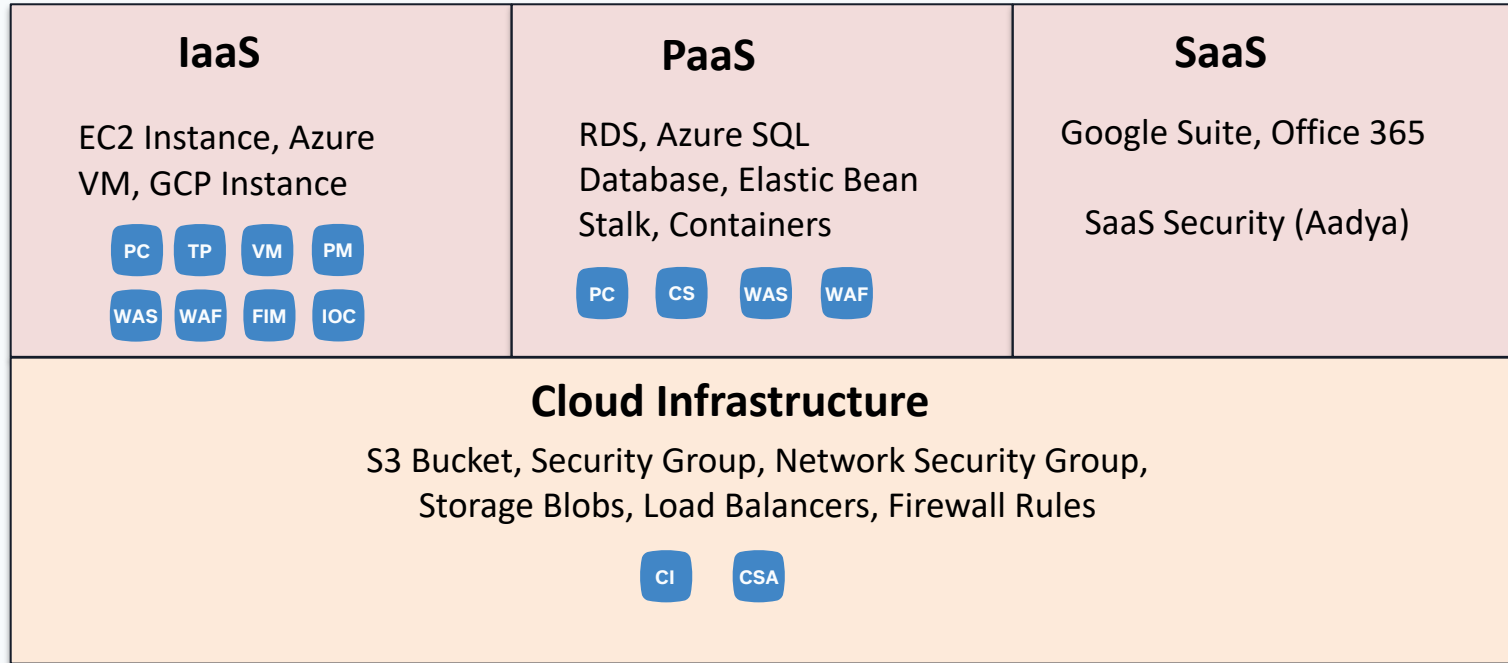 IaaS
EC2 Instance, Azure
VM, GCP Instance
PC TP VM PM
WAS WAF FIM IOC
PaaS
RDS, Azure SQL
Database, Elastic Bean
Stalk, Containers
PC CS WAS WAF
SaaS
Google Suite, Office 365
SaaS Security (Aadya)
Cloud Infrastructure
S3 Bucket, Security Group, Network Security Group,
Storage Blobs, Load Balancers, Firewall Rules
CI CSA